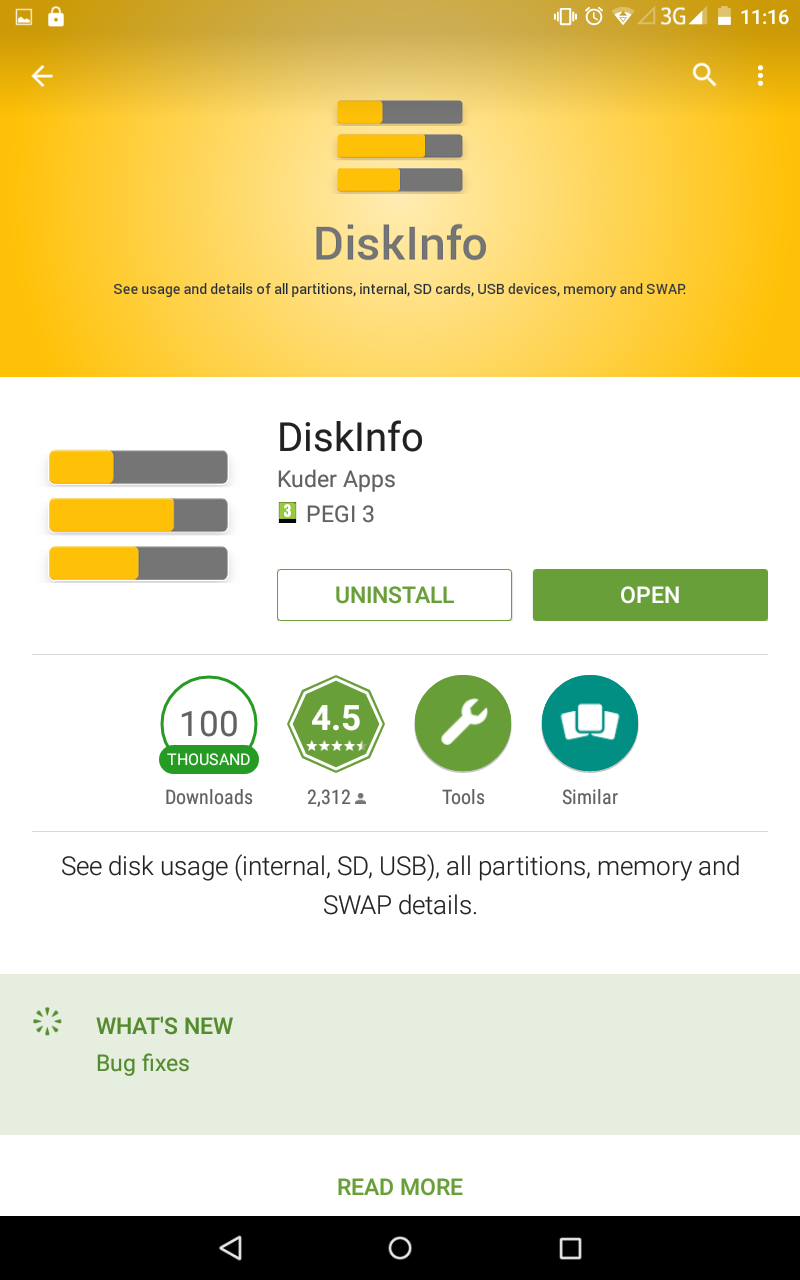 3G 11:16
DiskInfo
See usage and details of all partitions, internal, SD cards, USB devices, memory and SWAP.
DiskInfo
Kuder Apps
3 PEGI 3
UNINSTALL OPEN
100 4.5
THOUSAND
Downloads 2,312 Tools Similar
See disk usage (internal, SD, USB), all partitions, memory and
SWAP details.
WHAT'S NEW
Bug fixes
READ MORE